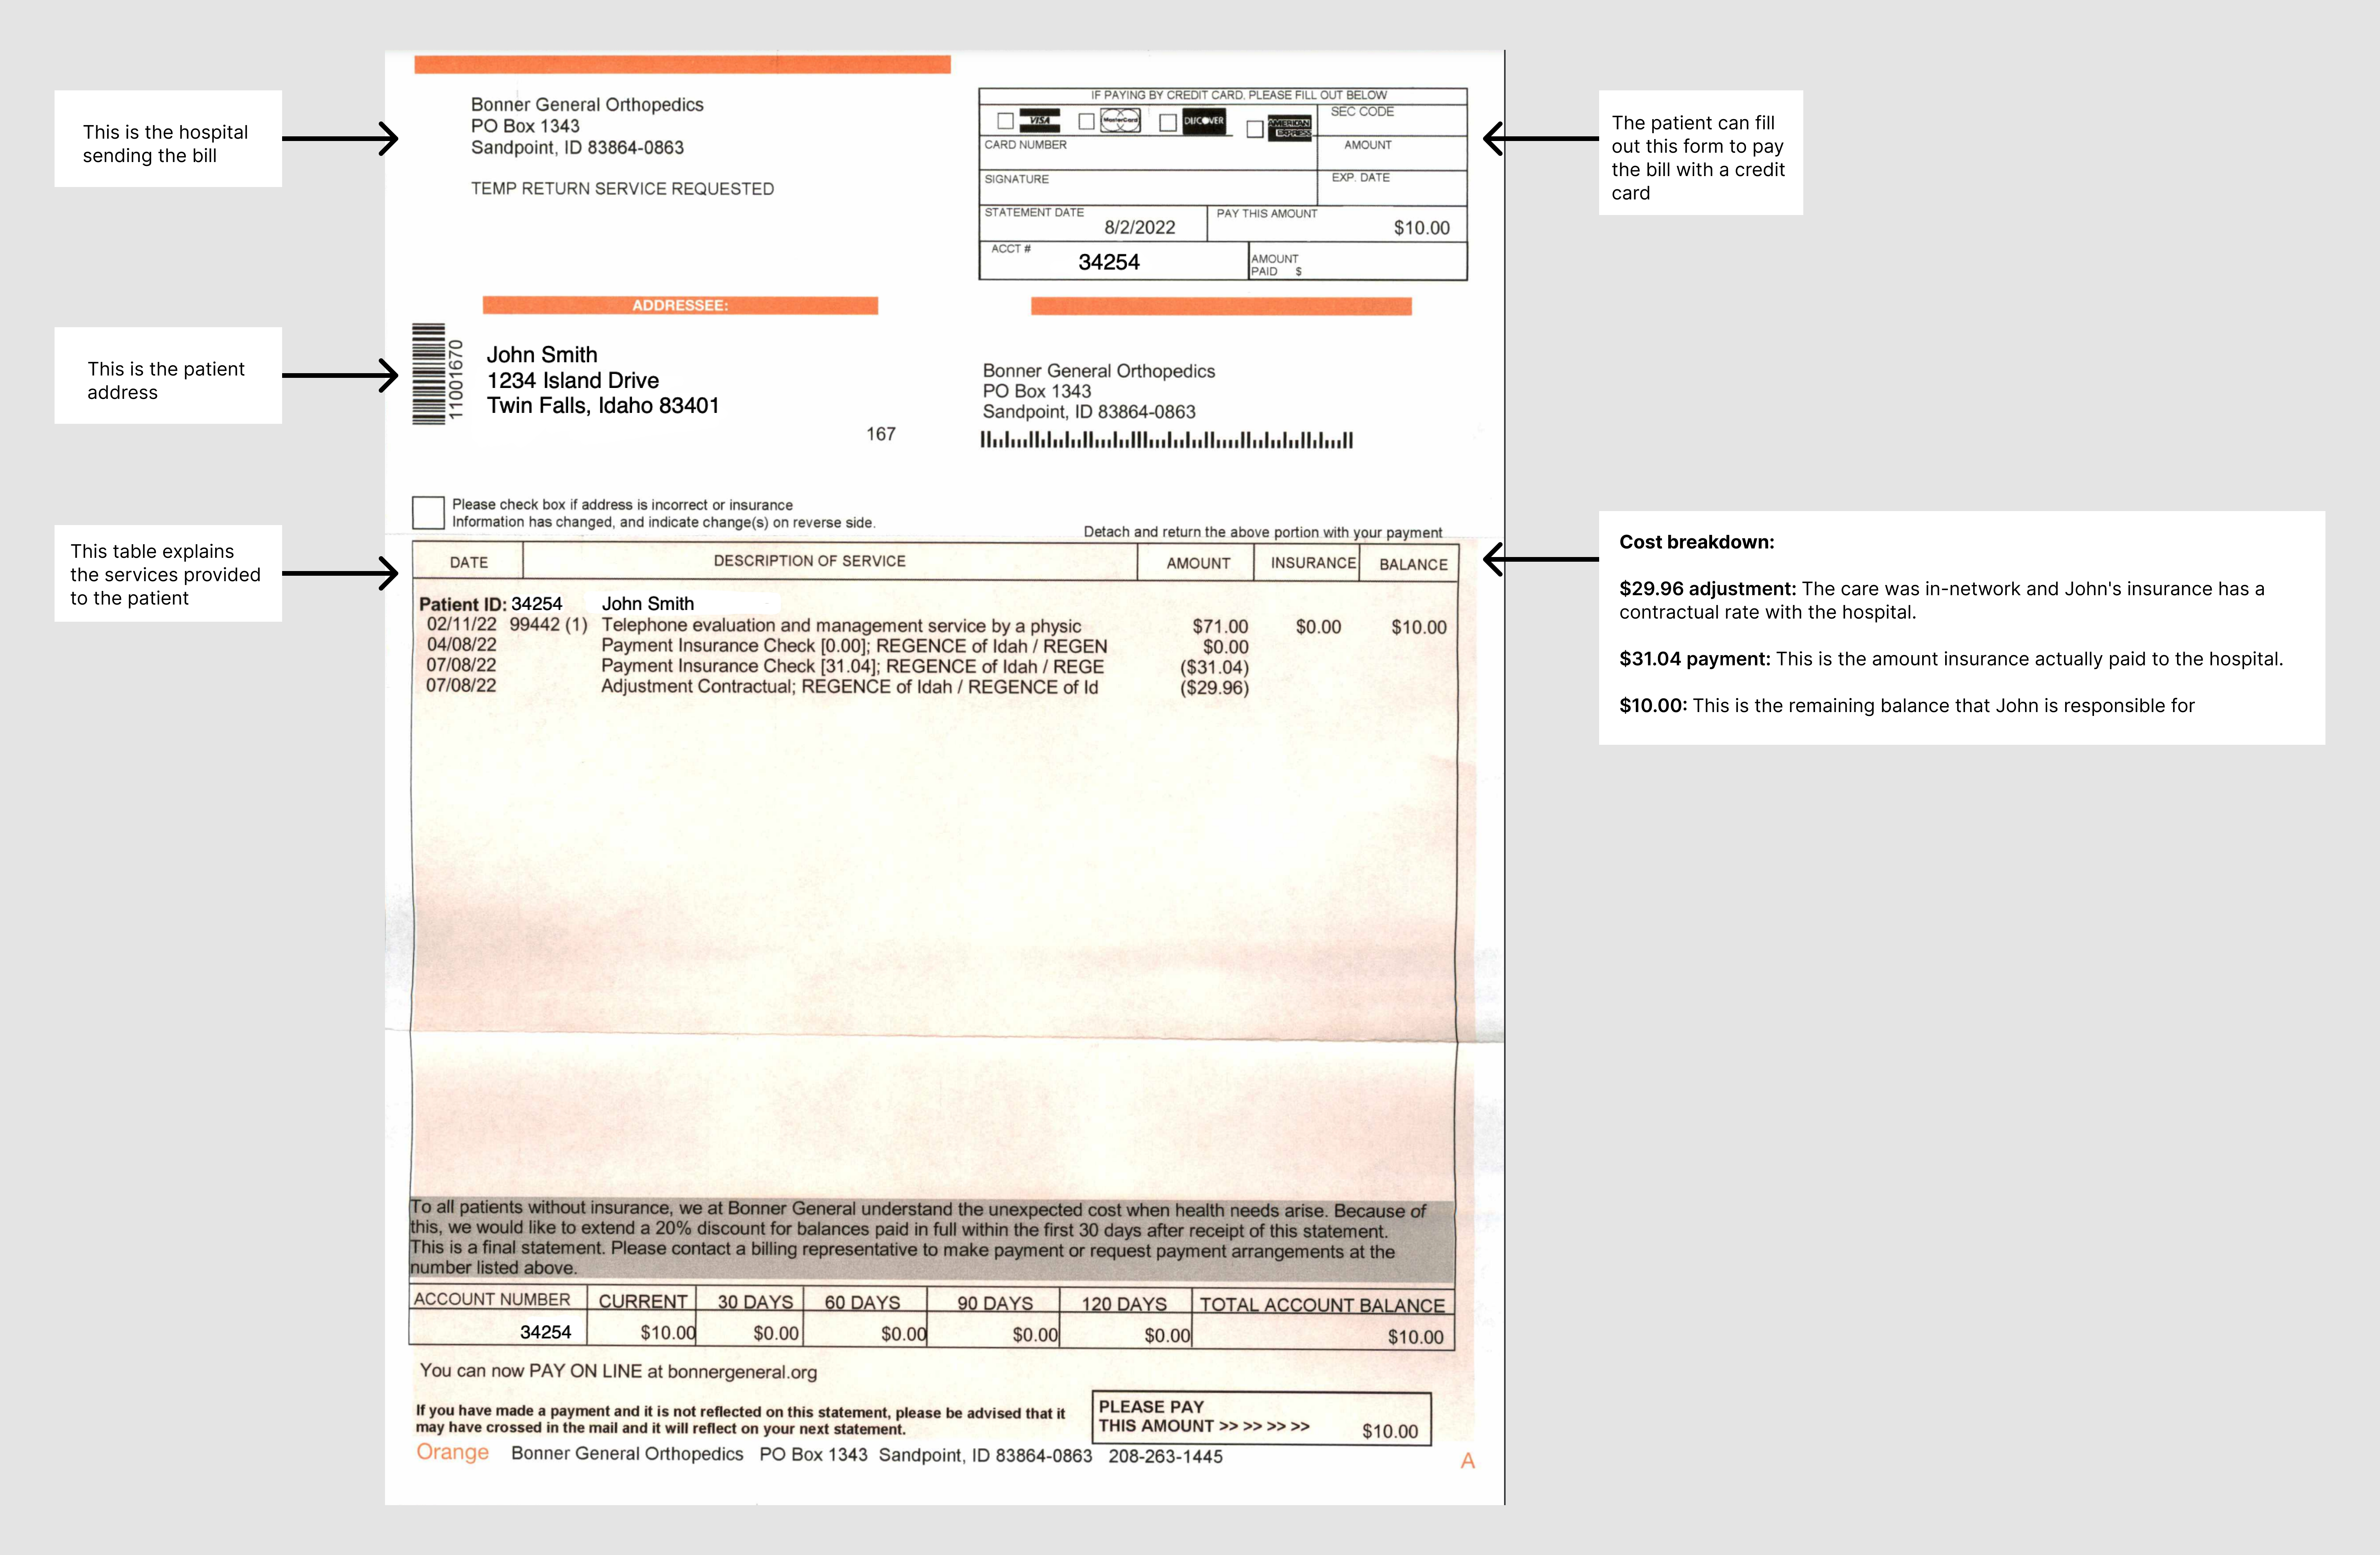 This is the hospital
sending the bill
Bonner General Orthopedics
PO Box 1343
Sandpoint, ID 83864-0863
TEMP RETURN SERVICE REQUESTED
IF PAYING BY CREDIT CARD, PLEASE FILL OUT BELOW
VISA MasterCard DISCOVER AMERICAN EXPRESS SEC CODE
CARD NUMBER AMOUNT
SIGNATURE EXP. DATE
STATEMENT DATE 8/2/2022 PAY THIS AMOUNT $10.00
ACCT # 34254 AMOUNT PAID $
The patient can fill
out this form to pay
the bill with a credit
card
ADDRESSEE:
This is the patient
address
11001670
John Smith
1234 Island Drive
Twin Falls, Idaho 83401
167
Bonner General Orthopedics
PO Box 1343
Sandpoint, ID 83864-0863
Please check box if address is incorrect or insurance
Information has changed, and indicate change(s) on reverse side.
Detach and return the above portion with your payment
This table explains
the services provided
to the patient
DATE DESCRIPTION OF SERVICE AMOUNT INSURANCE BALANCE
Patient ID: 34254 John Smith
02/11/22 99442 (1) Telephone evaluation and management service by a physic $71.00 $0.00 $10.00
04/08/22 Payment Insurance Check [0.00]; REGENCE of Idah / REGEN $0.00
07/08/22 Payment Insurance Check [31.04]; REGENCE of Idah / REGE ($31.04)
07/08/22 Adjustment Contractual; REGENCE of Idah / REGENCE of Id ($29.96)
Cost breakdown:
$29.96 adjustment: The care was in-network and John's insurance has a
contractual rate with the hospital.
$31.04 payment: This is the amount insurance actually paid to the hospital.
$10.00: This is the remaining balance that John is responsible for
To all patients without insurance, we at Bonner General understand the unexpected cost when health needs arise. Because of
this, we would like to extend a 20% discount for balances paid in full within the first 30 days after receipt of this statement.
This is a final statement. Please contact a billing representative to make payment or request payment arrangements at the
number listed above.
ACCOUNT NUMBER CURRENT 30 DAYS 60 DAYS 90 DAYS 120 DAYS TOTAL ACCOUNT BALANCE
34254 $10.00 $0.00 $0.00 $0.00 $0.00 $10.00
You can now PAY ON LINE at bonnergeneral.org
If you have made a payment and it is not reflected on this statement, please be advised that it
may have crossed in the mail and it will reflect on your next statement.
PLEASE PAY
THIS AMOUNT >> >> >> >> $10.00
Orange Bonner General Orthopedics PO Box 1343 Sandpoint, ID 83864-0863 208-263-1445
A